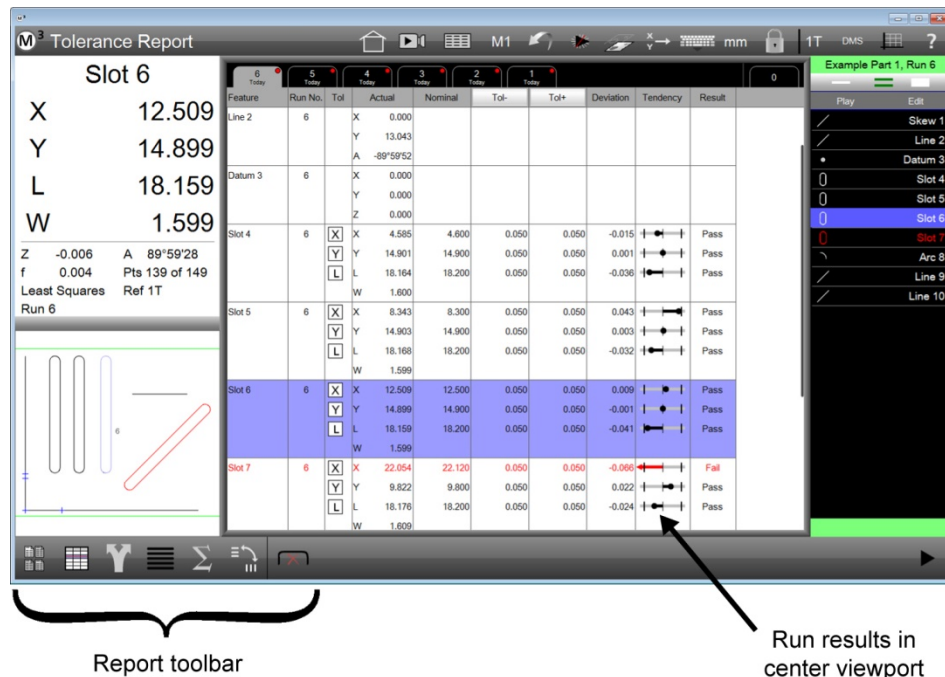 M³
M³ Tolerance Report
M1
X Y
mm
1T
DMS
?
Slot 6
X 12.509
Y 14.899
L 18.159
W 1.599
Z -0.006 A 89°59'28
f 0.004 Pts 139 of 149
Least Squares Ref 1T
Run 6
6
6 Today 5 Today 4 Today 3 Today 2 Today 1 Today 0
Feature Run No. Tol Actual Nominal Tol- Tol+ Deviation Tendency Result
Line 2 6 X 0.000
Y 13.043
A -89°59'52
Datum 3 6 X 0.000
Y 0.000
Z 0.000
Slot 4 6 X X 4.585 4.600 0.050 0.050 -0.015 Pass
Y Y 14.901 14.900 0.050 0.050 0.001 Pass
L L 18.164 18.200 0.050 0.050 -0.036 Pass
W 1.600
Slot 5 6 X X 8.343 8.300 0.050 0.050 0.043 Pass
Y Y 14.903 14.900 0.050 0.050 0.003 Pass
L L 18.168 18.200 0.050 0.050 -0.032 Pass
W 1.599
Slot 6 6 X X 12.509 12.500 0.050 0.050 0.009 Pass
Y Y 14.899 14.900 0.050 0.050 -0.001 Pass
L L 18.159 18.200 0.050 0.050 -0.041 Pass
W 1.599
Slot 7 6 X X 22.054 22.120 0.050 0.050 -0.066 Fail
Y Y 9.822 9.800 0.050 0.050 0.022 Pass
L L 18.176 18.200 0.050 0.050 -0.024 Pass
W 1.609
Example Part 1, Run 6
Play Edit
Skew 1
Line 2
Datum 3
Slot 4
Slot 5
Slot 6
Slot 7
Arc 8
Line 9
Line 10
Σ
Report toolbar
Run results in
center viewport